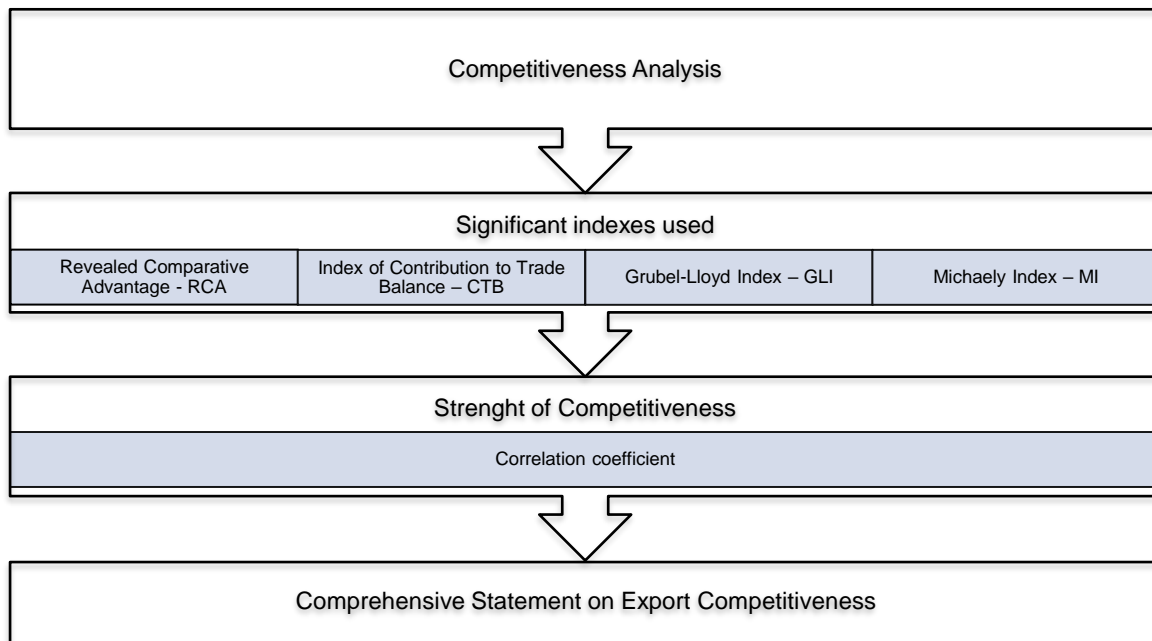 Competitiveness Analysis
Significant indexes used
Revealed Comparative
Advantage - RCA
Index of Contribution to Trade
Balance – CTB
Grubel-Lloyd Index – GLI
Michaely Index – MI
Strenght of Competitiveness
Correlation coefficient
Comprehensive Statement on Export Competitiveness